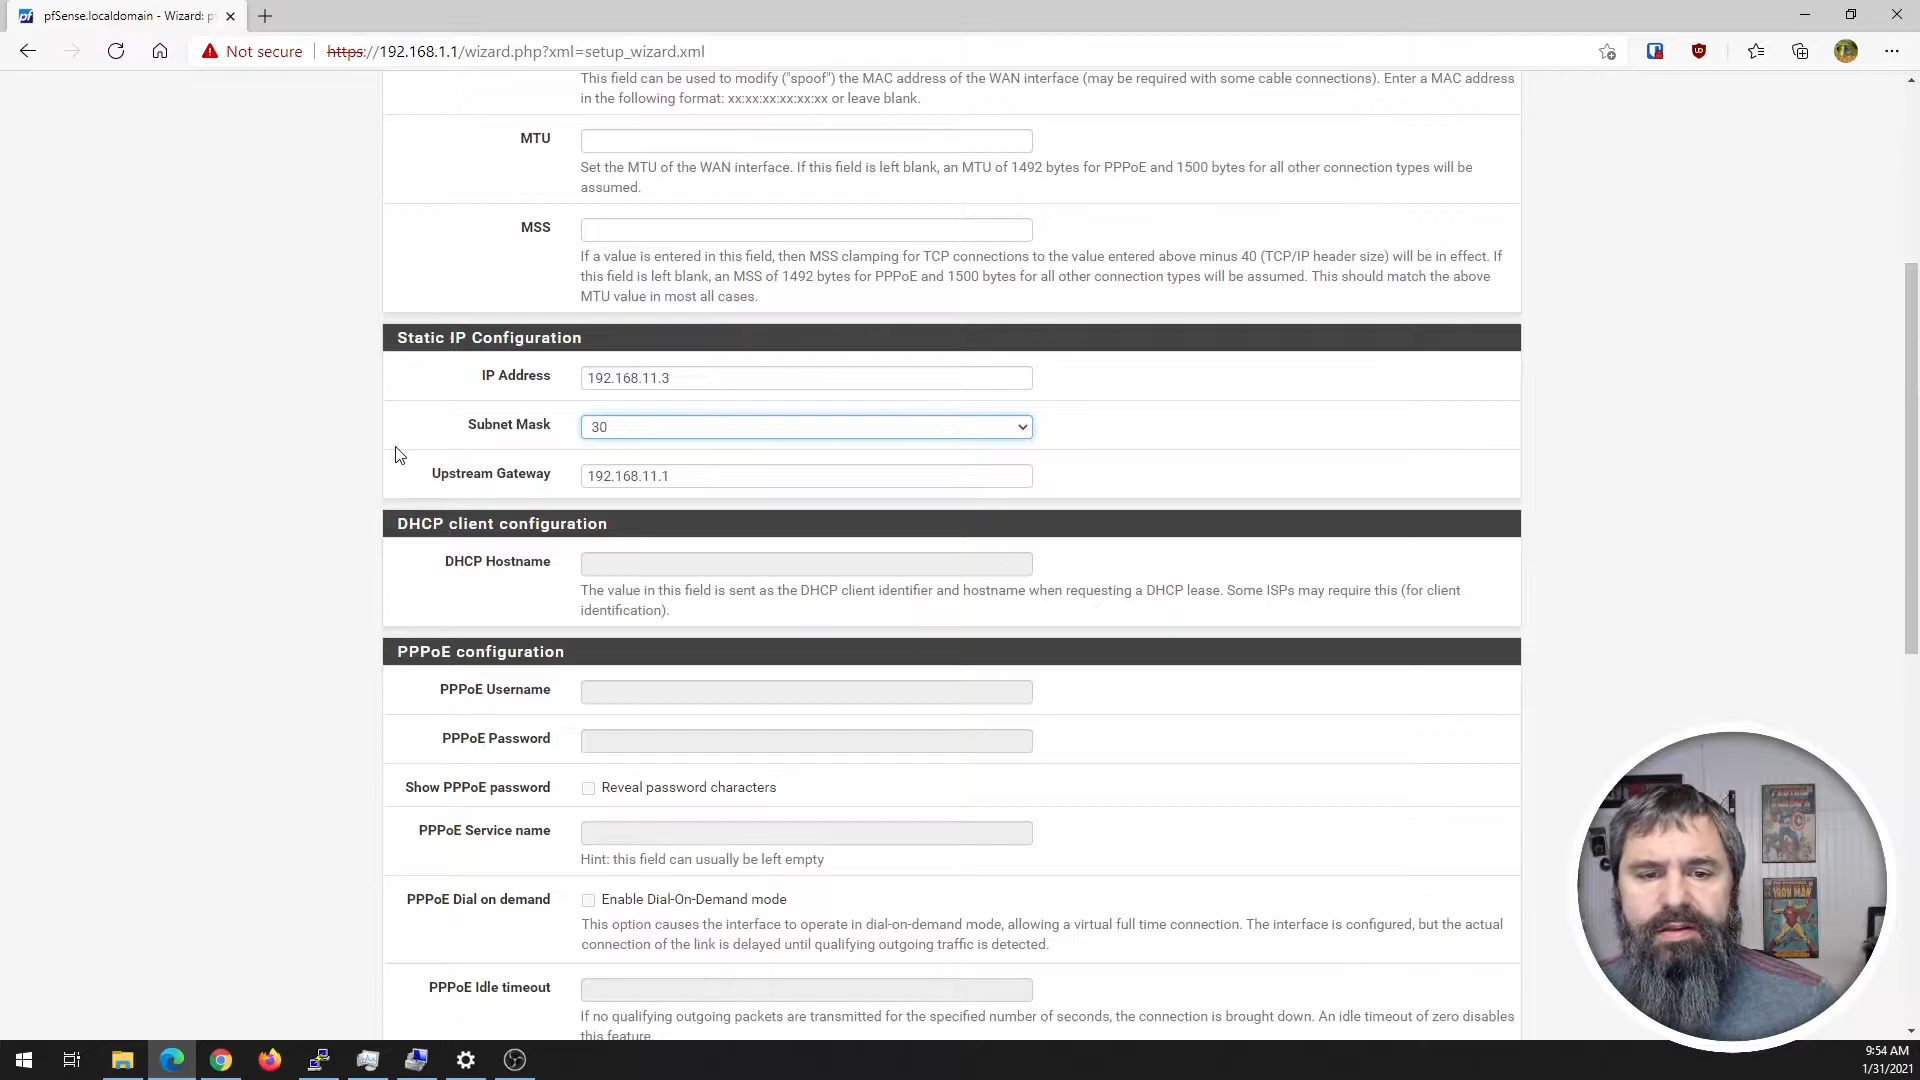 pfSense.localdomain - Wizard: p
Not secure
https://192.168.1.1/wizard.php?xml=setup_wizard.xml
This field can be used to modify ("spoof") the MAC address of the WAN interface (may be required with some cable connections). Enter a MAC address
in the following format: xx:xx:xx:xx:xx:xx or leave blank.
MTU
Set the MTU of the WAN interface. If this field is left blank, an MTU of 1492 bytes for PPPoE and 1500 bytes for all other connection types will be
assumed.
MSS
If a value is entered in this field, then MSS clamping for TCP connections to the value entered above minus 40 (TCP/IP header size) will be in effect. If
this field is left blank, an MSS of 1492 bytes for PPPoE and 1500 bytes for all other connection types will be assumed. This should match the above
MTU value in most all cases.
Static IP Configuration
IP Address
192.168.11.3
Subnet Mask
30
Upstream Gateway
192.168.11.1
DHCP client configuration
DHCP Hostname
The value in this field is sent as the DHCP client identifier and hostname when requesting a DHCP lease. Some ISPs may require this (for client
identification).
PPPoE configuration
PPPoE Username
PPPoE Password
Show PPPoE password
Reveal password characters
PPPoE Service name
Hint: this field can usually be left empty
PPPoE Dial on demand
Enable Dial-On-Demand mode
This option causes the interface to operate in dial-on-demand mode, allowing a virtual full time connection. The interface is configured, but the actual
connection of the link is delayed until qualifying outgoing traffic is detected.
PPPoE Idle timeout
If no qualifying outgoing packets are transmitted for the specified number of seconds, the connection is brought down. An idle timeout of zero disables
this feature.
CAPTAIN
AMERICA
IRON MAN
9:54 AM
1/31/2021